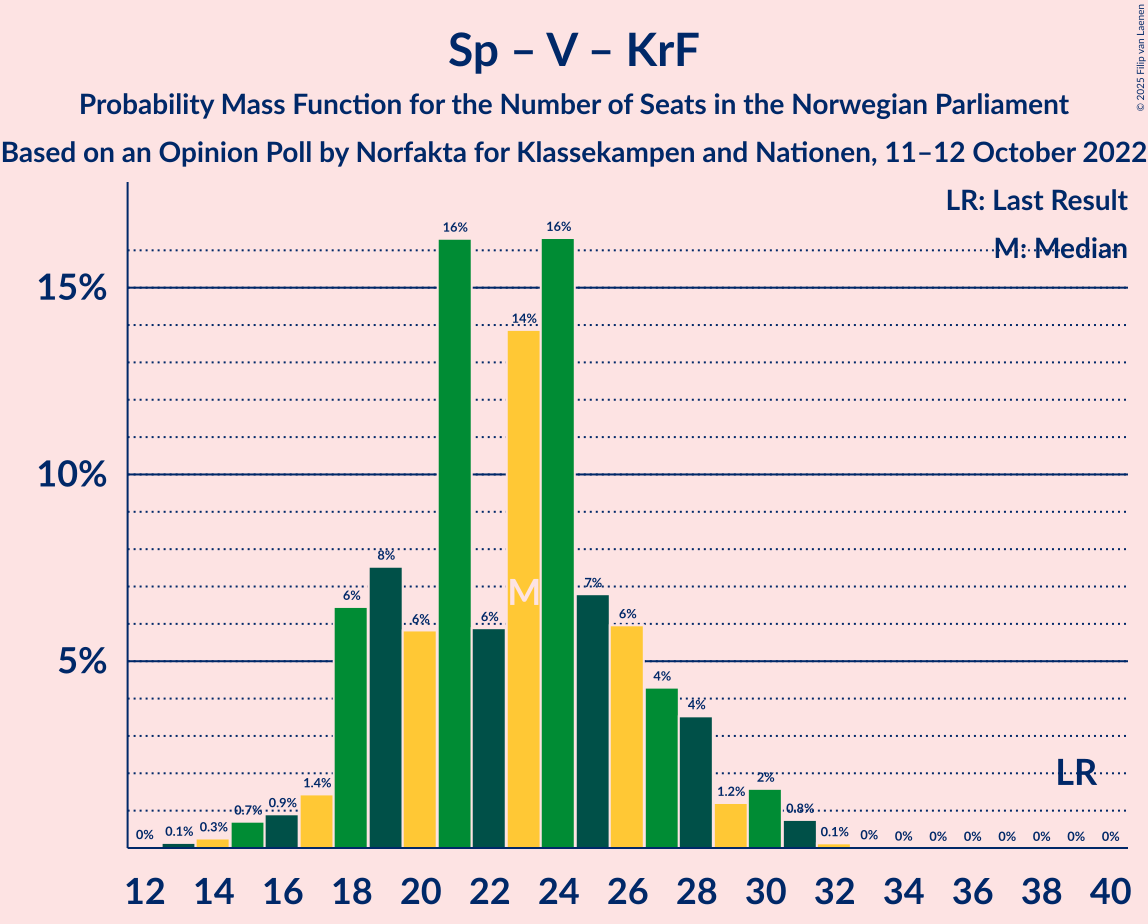 Sp – V – KrF
Probability Mass Function for the Number of Seats in the Norwegian Parliament
Based on an Opinion Poll by Norfakta for Klassekampen and Nationen, 11–12 October 2022
© 2025 Filip van Laenen
LR: Last Result
M: Median
15%
10%
5%
0% 0.1% 0.3% 0.7% 0.9% 1.4% 6% 8% 6% 16% 6% 14% 16% 7% 6% 4% 4% 1.2% 2% 0.8% 0.1% 0% 0% 0% 0% 0% 0% 0% 0%
M
LR
12 14 16 18 20 22 24 26 28 30 32 34 36 38 40